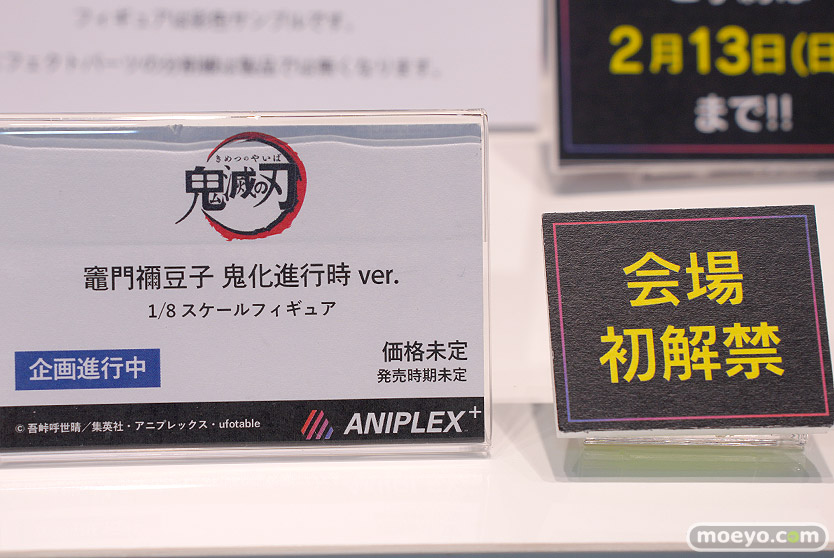 フィギュアは彩色サンプルです。
2月13日(日
まで!!
きめつのやいば
鬼滅の刃
竈門禰豆子 鬼化進行時 ver.
1/8 スケールフィギュア
企画進行中
価格未定
発売時期未定
© 吾峠呼世晴／集英社・アニプレックス・ufotable
ANIPLEX+
会場
初解禁
moeyo.com